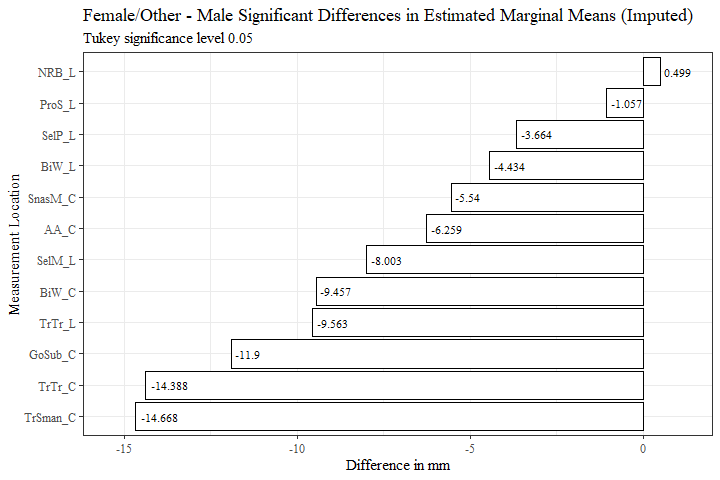 Female/Other - Male Significant Differences in Estimated Marginal Means (Imputed)
Tukey significance level 0.05
Measurement Location
NRB_L 0.499
ProS_L -1.057
SelP_L -3.664
BiW_L -4.434
SnasM_C -5.54
AA_C -6.259
SelM_L -8.003
BiW_C -9.457
TrTr_L -9.563
GoSub_C -11.9
TrTr_C -14.388
TrSman_C -14.668
-15 -10 -5 0
Difference in mm